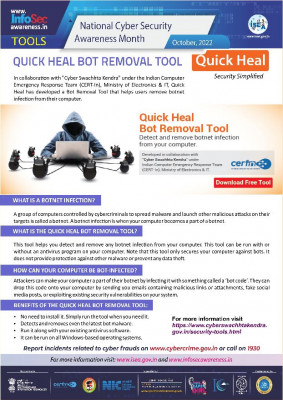 www.
InfoSec
awareness.in
National Cyber Security
Awareness Month
TOOLS
October, 2022
QUICK HEAL BOT REMOVAL TOOL
Quick Heal
Security Simplified
In collaboration with "Cyber Swachhta Kendra" under the Indian Computer
Emergency Response Team (CERT-In), Ministry of Electronics & IT, Quick
Heal has developed a Bot Removal Tool that helps users remove botnet
infection from their computer.
Quick Heal
Bot Removal Tool
Detect and remove botnet infection
from your computer.
Developed in collaboration with
"Cyber Swachhta Kendra" under
Indian Computer Emergency Response Team
(CERT-In), Ministry of Electronics & IT
Download Free Tool
WHAT IS A BOTNET INFECTION?
A group of computers controlled by cybercriminals to spread malware and launch other malicious attacks on their
targets is called a botnet. A botnet infection is when your computer becomes a part of a botnet.
WHAT IS THE QUICK HEAL BOT REMOVAL TOOL?
This tool helps you detect and remove any botnet infection from your computer. This tool can be run with or
without an antivirus program on your computer. Note that this tool only secures your computer against bots. It
does not provide protection against other malware or prevent any data theft.
HOW CAN YOUR COMPUTER BE BOT-INFECTED?
Attackers can make your computer a part of their botnet by infecting it with something called a 'bot code'. They can
drop this code onto your computer by sending you emails containing malicious links or attachments, fake social
media posts, or exploiting existing security vulnerabilities on your system.
BENEFITS OF THE QUICK HEAL BOT REMOVAL TOOL:
• No need to install it. Simply run the tool when you need it.
• Detects and removes even the latest bot malware.
• Run it along with your existing antivirus software.
• It can be run on all Windows-based operating systems.
For more information visit
https://www.cyberswachhtakendra.
gov.in/security-tools.html
Report incidents related to cyber frauds on www.cybercrime.gov.in or call on 1930
For more information visit: www.isea.gov.in and www.infosecawareness.in
NIC